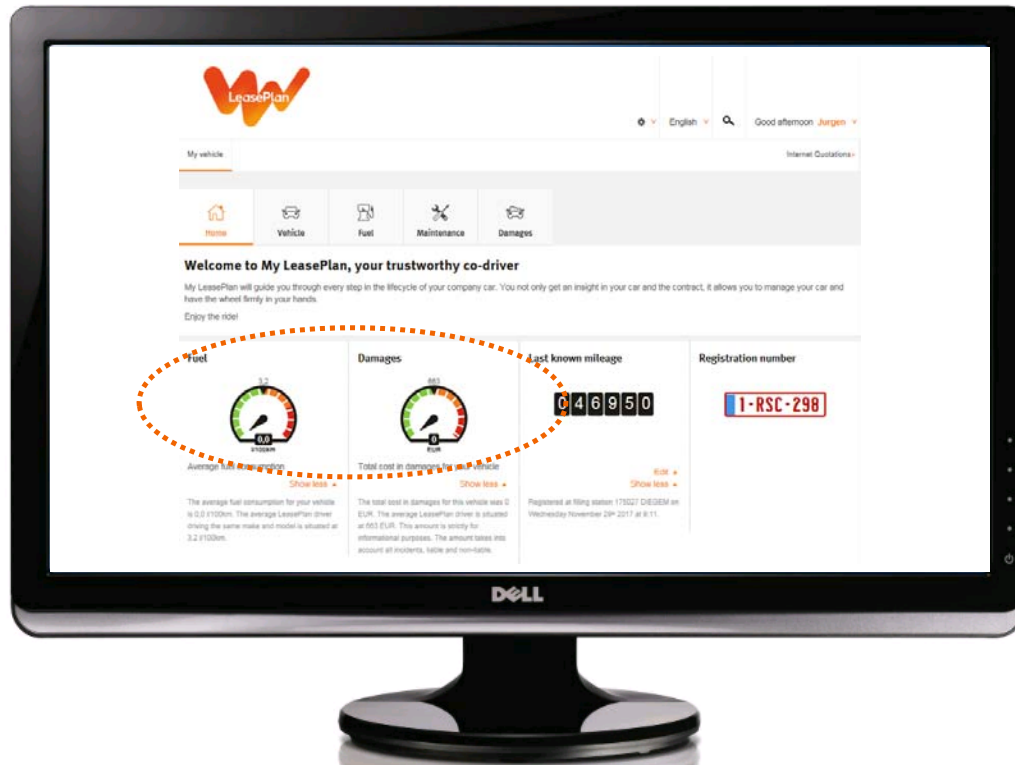 LeasePlan
English
Good afternoon Jurgen
My vehicle
Internet Quotations
Home
Vehicle
Fuel
Maintenance
Damages
Welcome to My LeasePlan, your trustworthy co-driver
My LeasePlan will guide you through every step in the lifecycle of your company car. You not only get an insight in your car and the contract, it allows you to manage your car and
have the wheel firmly in your hands.
Enjoy the ride!
Fuel
3,2
0,0
l/100km
Average fuel consumption
Show less
The average fuel consumption for your vehicle
is 0,0 l/100km. The average LeasePlan driver
driving the same make and model is situated at
3,2 l/100km.
Damages
663
0
EUR
Total cost in damages for your vehicle
Show less
The total cost in damages for this vehicle was 0
EUR. The average LeasePlan driver is situated
at 663 EUR. This amount is strictly for
informational purposes. The amount takes into
account all incidents, liable and non-liable.
Last known mileage
046950
Edit
Show less
Registered at filling station 175027 DIEGEM on
Wednesday November 29th 2017 at 8:11.
Registration number
1-RSC-298
DELL